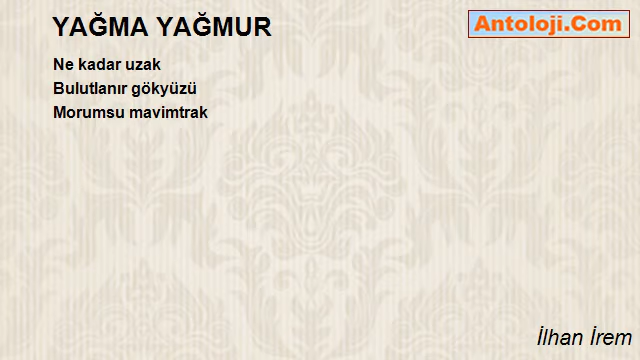 YAĞMA YAĞMUR
Antoloji.Com
Ne kadar uzak
Bulutlanır gökyüzü
Morumsu mavimtrak
İlhan İrem